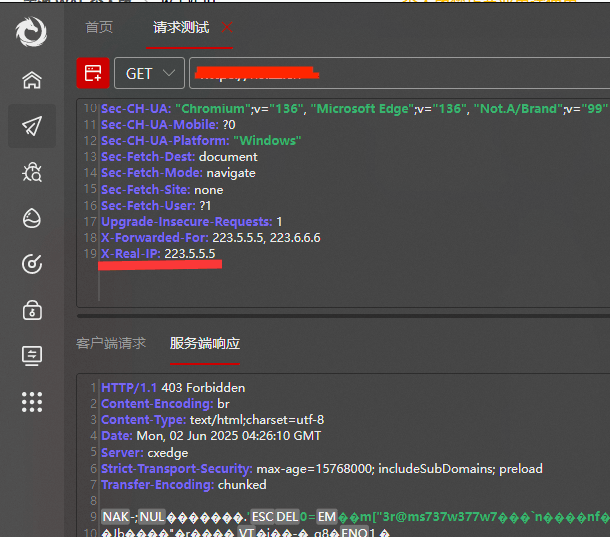 首页 请求测试
GET
10 Sec-CH-UA: "Chromium";v="136", "Microsoft Edge";v="136", "Not.A/Brand";v="99"
11 Sec-CH-UA-Mobile: ?0
12 Sec-CH-UA-Platform: "Windows"
13 Sec-Fetch-Dest: document
14 Sec-Fetch-Mode: navigate
15 Sec-Fetch-Site: none
16 Sec-Fetch-User: ?1
17 Upgrade-Insecure-Requests: 1
18 X-Forwarded-For: 223.5.5.5, 223.6.6.6
19 X-Real-IP: 223.5.5.5
客户端请求 服务端响应
1 HTTP/1.1 403 Forbidden
2 Content-Encoding: br
3 Content-Type: text/html;charset=utf-8
4 Date: Mon, 02 Jun 2025 04:26:10 GMT
5 Server: cxedge
6 Strict-Transport-Security: max-age=15768000; includeSubDomains; preload
7 Transfer-Encoding: chunked
8
9 NAK-;NUL�������.'ESCDEL0=EM��m["3r@ms737w377w7���`n����nf�
10